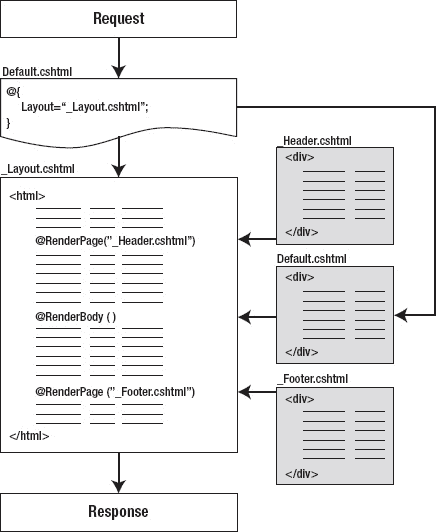 Request
Default.cshtml
@{
Layout=“_Layout.cshtml”;
}
_Layout.cshtml
<html>
@RenderPage(”_Header.cshtml”)
@RenderBody ( )
@RenderPage (”_Footer.cshtml”)
</html>
_Header.cshtml
<div>
</div>
Default.cshtml
<div>
</div>
_Footer.cshtml
<div>
</div>
Response